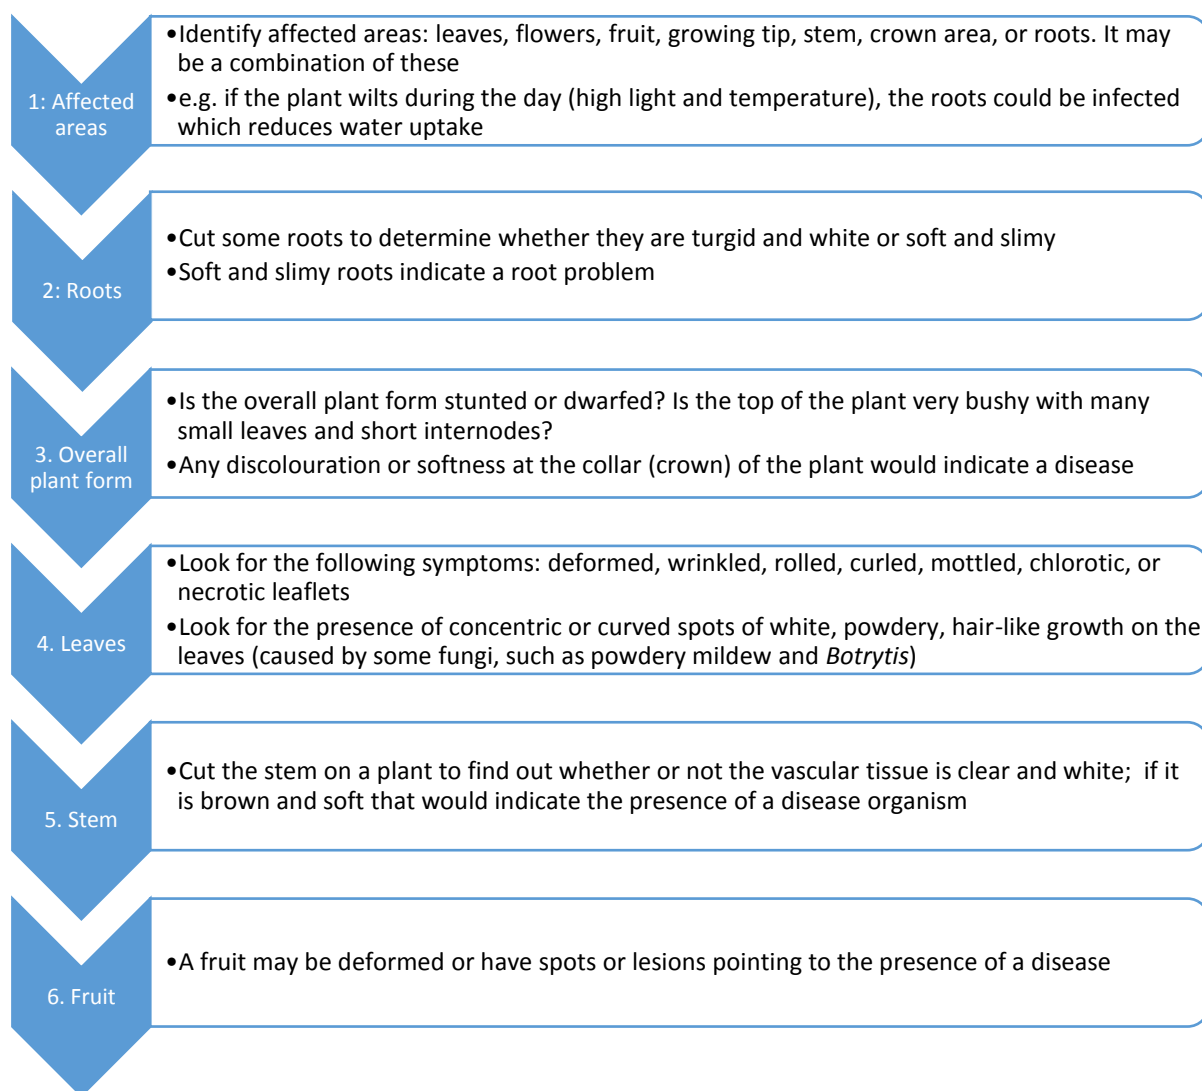 1: Affected
areas
•Identify affected areas: leaves, flowers, fruit, growing tip, stem, crown area, or roots. It may
be a combination of these
•e.g. if the plant wilts during the day (high light and temperature), the roots could be infected
which reduces water uptake
2: Roots
•Cut some roots to determine whether they are turgid and white or soft and slimy
•Soft and slimy roots indicate a root problem
3. Overall
plant form
•Is the overall plant form stunted or dwarfed? Is the top of the plant very bushy with many
small leaves and short internodes?
•Any discolouration or softness at the collar (crown) of the plant would indicate a disease
4. Leaves
•Look for the following symptoms: deformed, wrinkled, rolled, curled, mottled, chlorotic, or
necrotic leaflets
•Look for the presence of concentric or curved spots of white, powdery, hair-like growth on the
leaves (caused by some fungi, such as powdery mildew and Botrytis)
5. Stem
•Cut the stem on a plant to find out whether or not the vascular tissue is clear and white;  if it
is brown and soft that would indicate the presence of a disease organism
6. Fruit
•A fruit may be deformed or have spots or lesions pointing to the presence of a disease